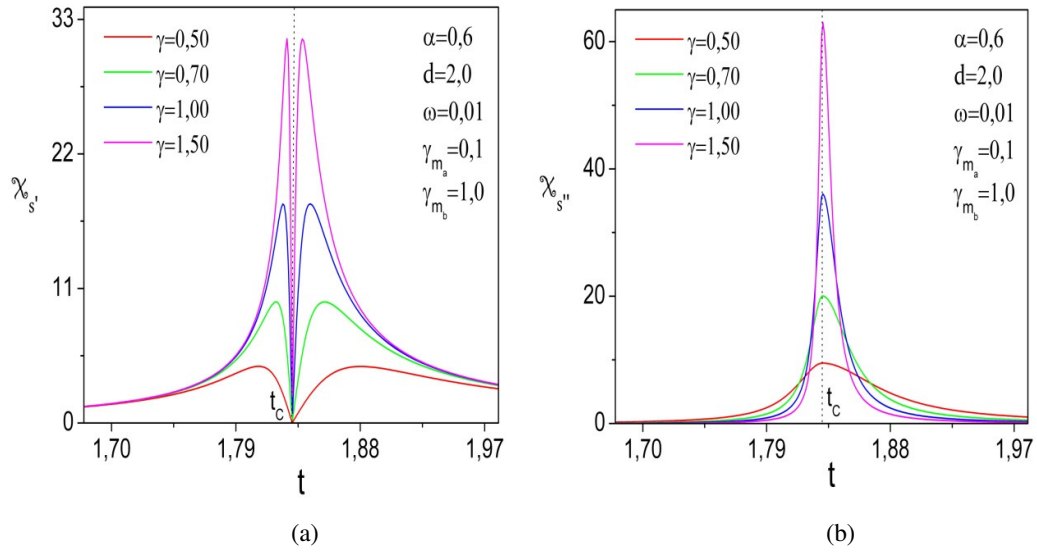 33
22
11
0
χs'
γ=0,50
γ=0,70
γ=1,00
γ=1,50
α=0,6
d=2,0
ω=0,01
γma=0,1
γmb=1,0
tC
1,70 1,79 1,88 1,97
t
(a)
60
40
20
0
χs''
γ=0,50
γ=0,70
γ=1,00
γ=1,50
α=0,6
d=2,0
ω=0,01
γma=0,1
γmb=1,0
tC
1,70 1,79 1,88 1,97
t
(b)